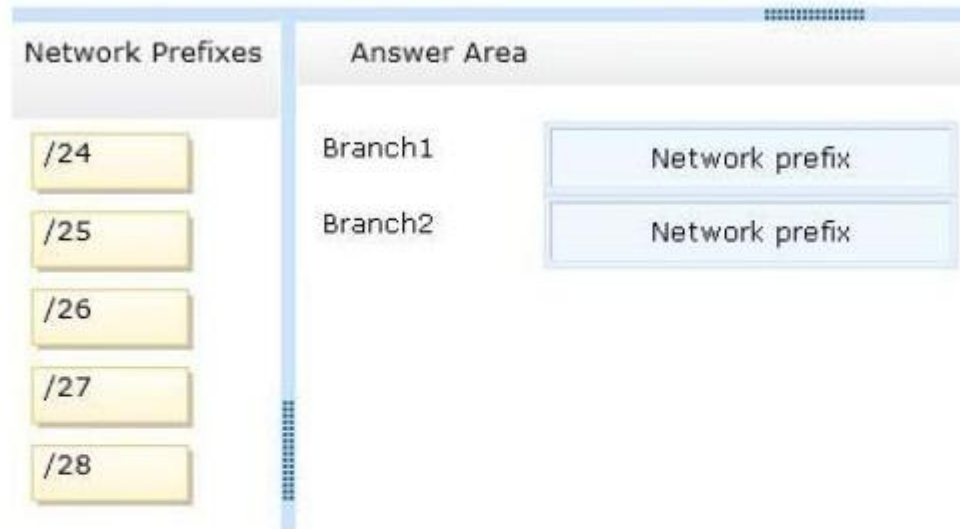 Network Prefixes
/24
/25
/26
/27
/28
Answer Area
Branch1 Network prefix
Branch2 Network prefix